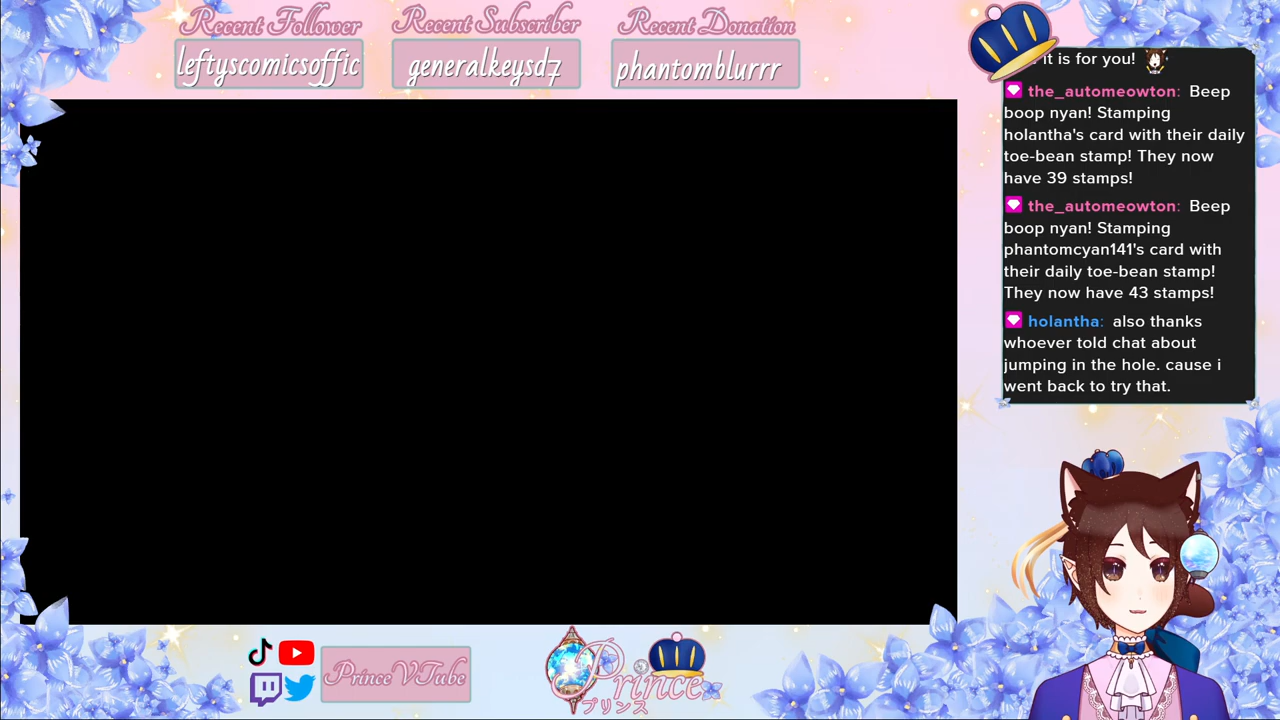 Recent Follower
Recent Subscriber
Recent Donation
leftyscomicsoffic
generalkeysd7
phantomblurrr
it is for you!
the_automeowton: Beep
boop nyan! Stamping
holantha's card with their daily
toe-bean stamp! They now
have 39 stamps!
the_automeowton: Beep
boop nyan! Stamping
phantomcyan141's card with
their daily toe-bean stamp!
They now have 43 stamps!
holantha: also thanks
whoever told chat about
jumping in the hole. cause i
went back to try that.
Prince VTube
Prince
プリンス